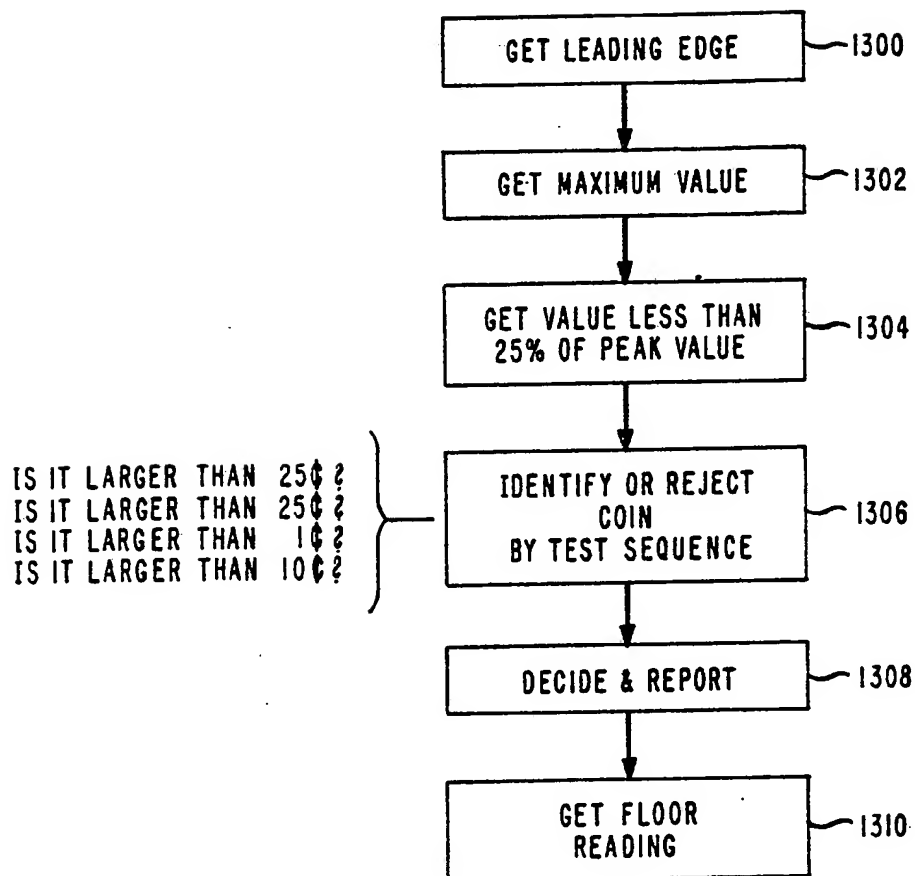 GET LEADING EDGE
1300
GET MAXIMUM VALUE
1302
GET VALUE LESS THAN
25% OF PEAK VALUE
1304
IS IT LARGER THAN 25¢?
IS IT LARGER THAN 25¢?
IS IT LARGER THAN 1¢?
IS IT LARGER THAN 10¢?
IDENTIFY OR REJECT
COIN
BY TEST SEQUENCE
1306
DECIDE & REPORT
1308
GET FLOOR
READING
1310